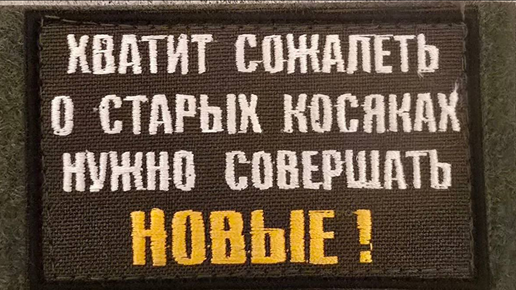 ХВАТИТ СОЖАЛЕТЬ
О СТАРЫХ КОСЯКАХ
НУЖНО СОВЕРШАТЬ
НОВЫЕ!